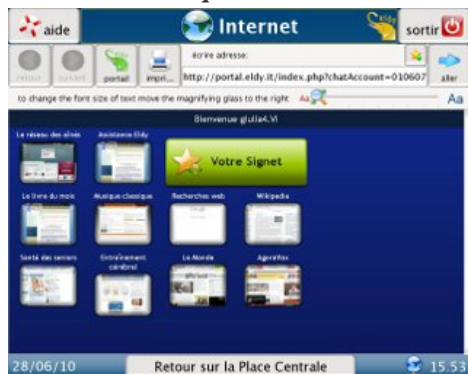 aide
Internet
Eldy
sortir
écrire adresse:
retour
suivant
portail
impri...
http://portal.eldy.it/index.php?chatAccount=010607
aller
to change the font size of text move the magnifying glass to the right
Aa
Aa
Bienvenue giulia4.VI
Le réseau des aînés
Assistance Eldy
Votre Signet
Le livre du mois
Musique classique
Recherches web
Wikipedia
Santé des seniors
Entraînement cérébral
Le Monde
AgoraVox
28/06/10
Retour sur la Place Centrale
15.53